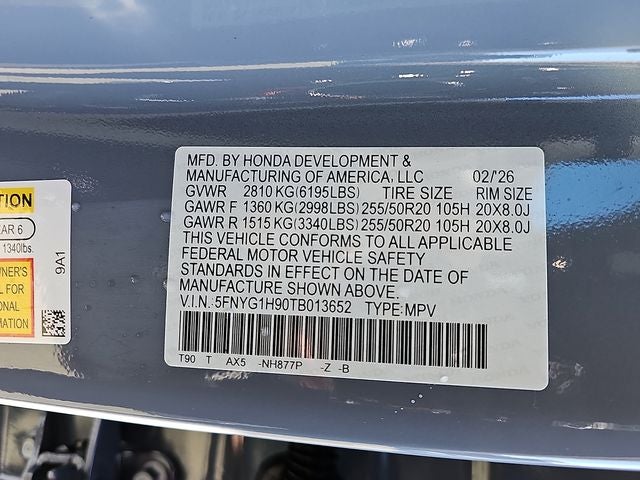 MFD. BY HONDA DEVELOPMENT &
MANUFACTURING OF AMERICA, LLC 02/'26
GVWR 2810 KG(6195LBS) TIRE SIZE RIM SIZE
GAWR F 1360 KG(2998LBS) 255/50R20 105H 20X8.0J
GAWR R 1515 KG(3340LBS) 255/50R20 105H 20X8.0J
THIS VEHICLE CONFORMS TO ALL APPLICABLE
FEDERAL MOTOR VEHICLE SAFETY
STANDARDS IN EFFECT ON THE DATE OF
MANUFACTURE SHOWN ABOVE.
V.I.N. 5FNYG1H90TB013652 TYPE:MPV
T90 T AX5 -NH877P -Z -B
1340lbs.
9A1